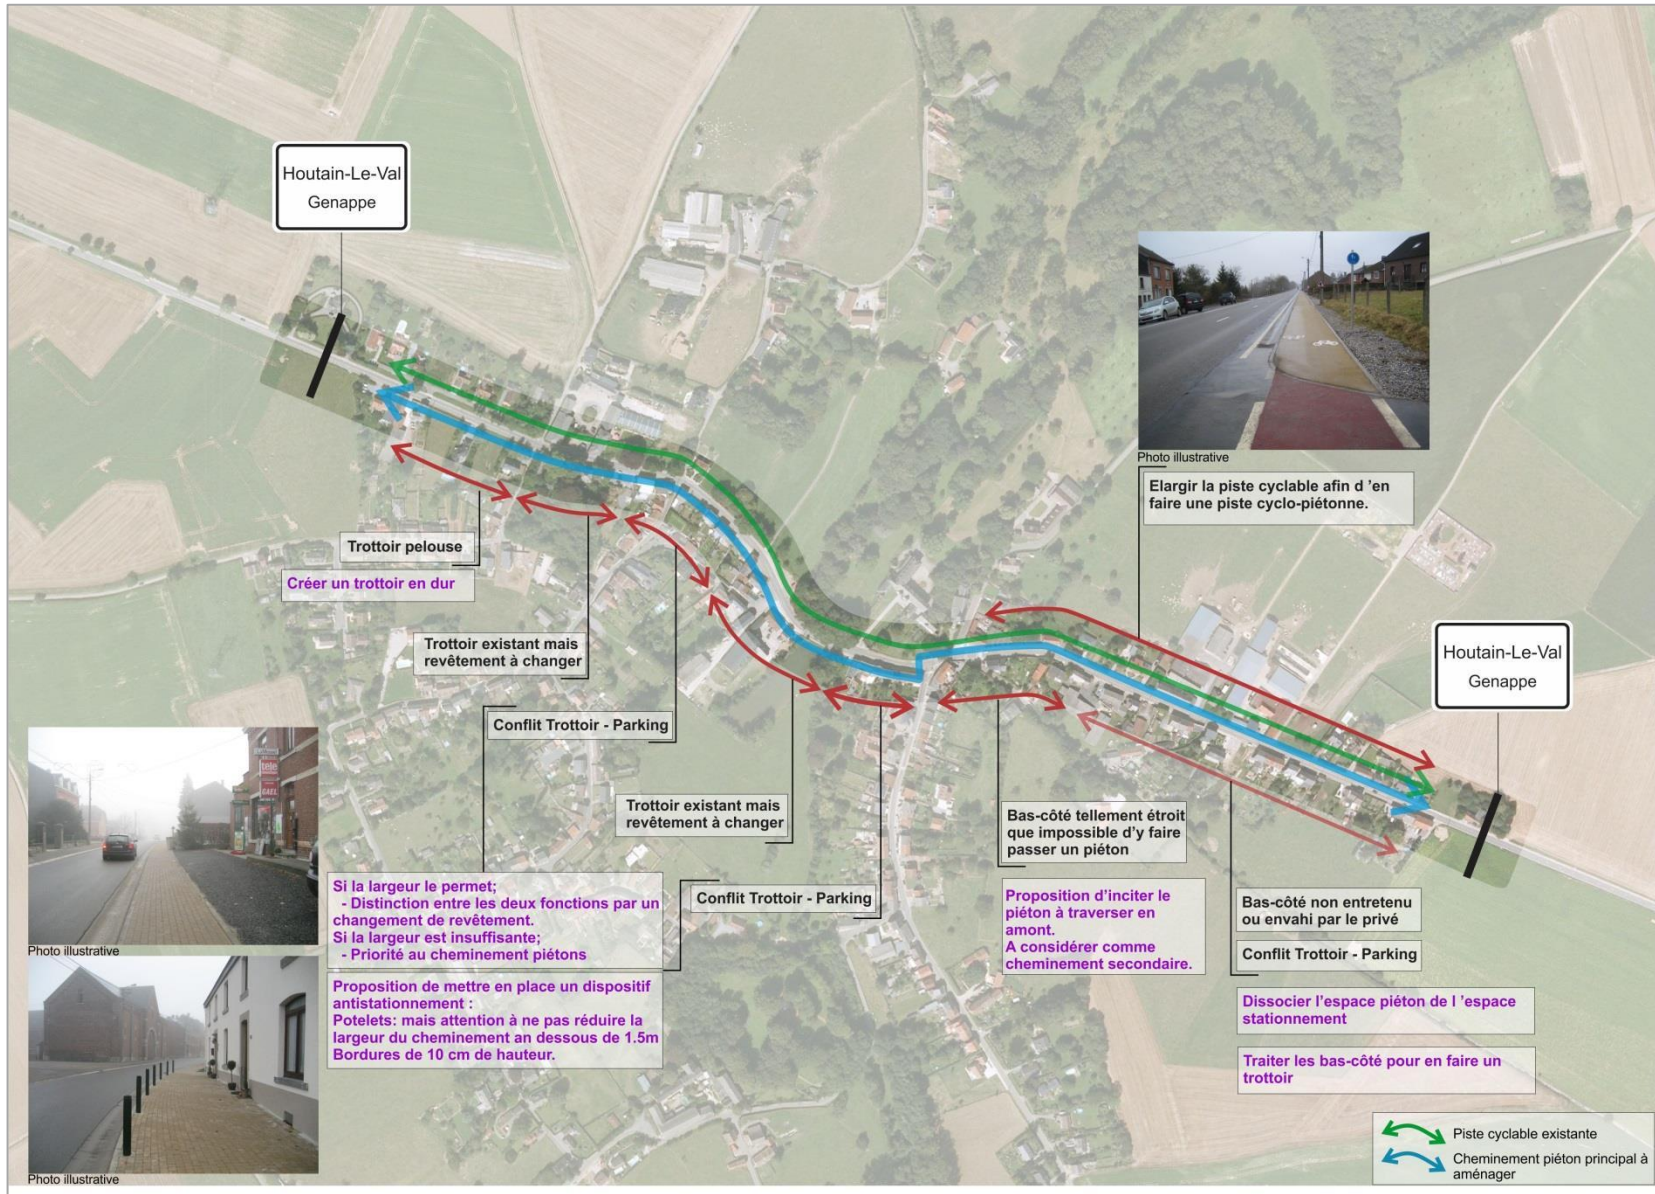 Houtain-Le-Val
Genappe
Photo illustrative
Elargir la piste cyclable afin d 'en
faire une piste cyclo-piétonne.
Trottoir pelouse
Créer un trottoir en dur
Trottoir existant mais
revêtement à changer
Houtain-Le-Val
Genappe
Conflit Trottoir - Parking
Trottoir existant mais
revêtement à changer
Bas-côté tellement étroit
que impossible d'y faire
passer un piéton
Si la largeur le permet;
- Distinction entre les deux fonctions par un
changement de revêtement.
Si la largeur est insuffisante;
- Priorité au cheminement piétons
Conflit Trottoir - Parking
Proposition d'inciter le
piéton à traverser en
amont.
A considérer comme
cheminement secondaire.
Bas-côté non entretenu
ou envahi par le privé
Conflit Trottoir - Parking
Photo illustrative
Proposition de mettre en place un dispositif
antistationnement :
Potelets: mais attention à ne pas réduire la
largeur du cheminement an dessous de 1.5m
Bordures de 10 cm de hauteur.
Dissocier l'espace piéton de l 'espace
stationnement
Traiter les bas-côté pour en faire un
trottoir
Piste cyclable existante
Cheminement piéton principal à
aménager
Photo illustrative